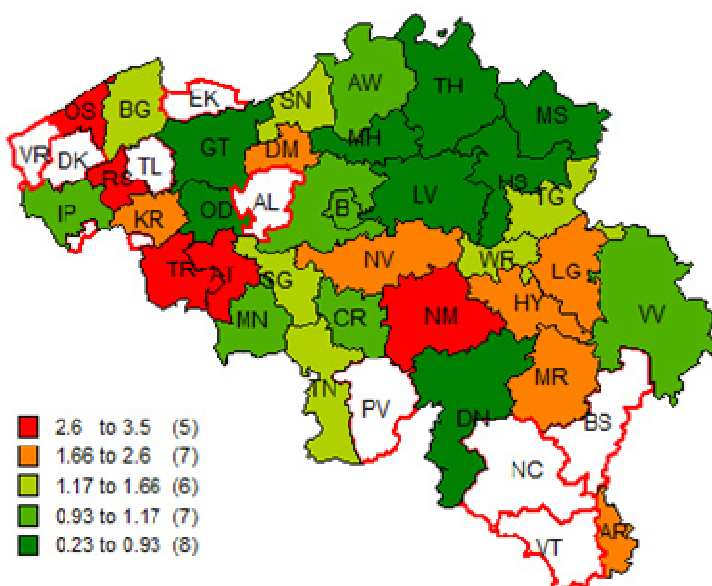 EK
AW
TH
SN
OS
BG
MS
VR
DK
TL
GT
DM
MH
RS
HS
TG
IP
KR
OD
AL
B
LV
TR
AT
SG
NV
WF
LG
MN
CR
NM
HY
VV
TN
PV
DN
MR
BS
NC
VT
AR
2.6 to 3.5 (5)
1.66 to 2.6 (7)
1.17 to 1.66 (6)
0.93 to 1.17 (7)
0.23 to 0.93 (8)